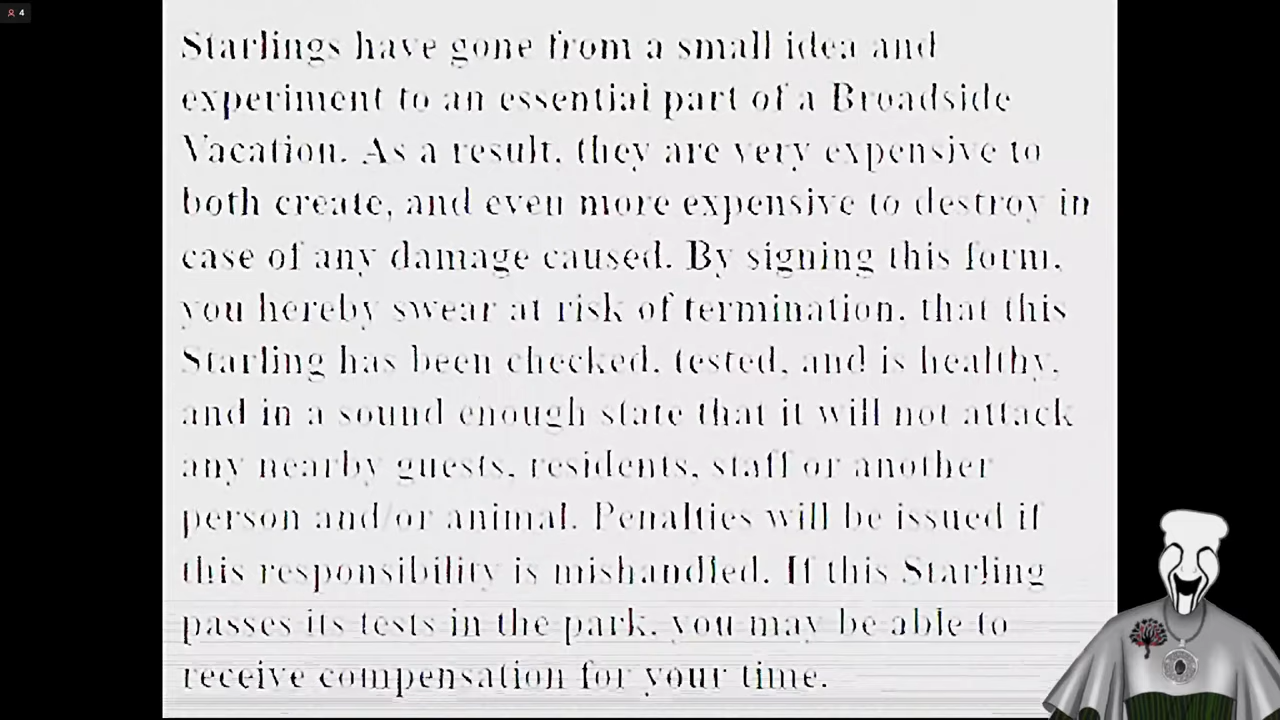 4
Starlings have gone from a small idea and
experiment to an essential part of a Broadside
Vacation. As a result, they are very expensive to
both create, and even more expensive to destroy in
case of any damage caused. By signing this form,
you hereby swear at risk of termination, that this
Starling has been checked, tested, and is healthy,
and in a sound enough state that it will not attack
any nearby guests, residents, staff or another
person and/or animal. Penalties will be issued if
this responsibility is mishandled. If this Starling
passes its tests in the park, you may be able to
receive compensation for your time.